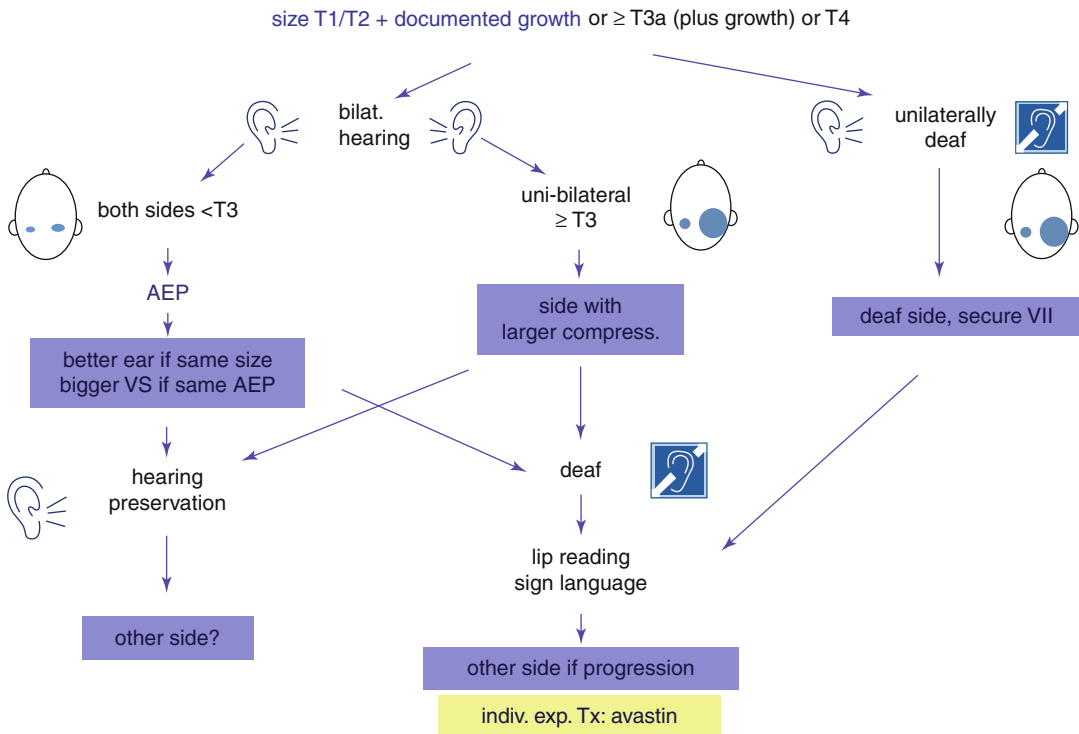 size T1/T2 + documented growth or ≥ T3a (plus growth) or T4
bilat.
hearing
unilaterally
deaf
both sides <T3
uni-bilateral
≥ T3
AEP
side with
larger compress.
deaf side, secure VII
better ear if same size
bigger VS if same AEP
hearing
preservation
deaf
lip reading
sign language
other side?
other side if progression
indiv. exp. Tx: avastin